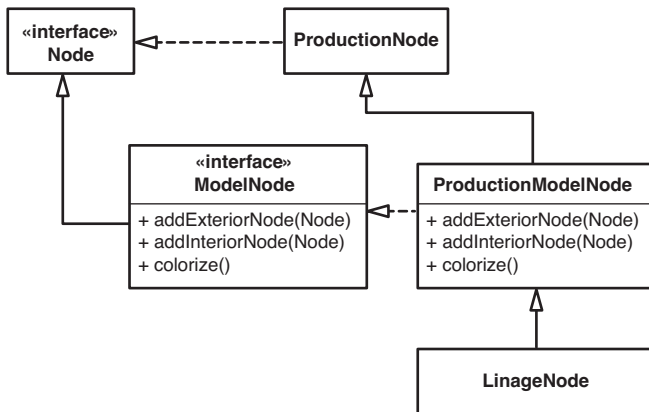 «interface»
Node
ProductionNode
«interface»
ModelNode
+ addExteriorNode(Node)
+ addInteriorNode(Node)
+ colorize()
ProductionModelNode
+ addExteriorNode(Node)
+ addInteriorNode(Node)
+ colorize()
LinageNode